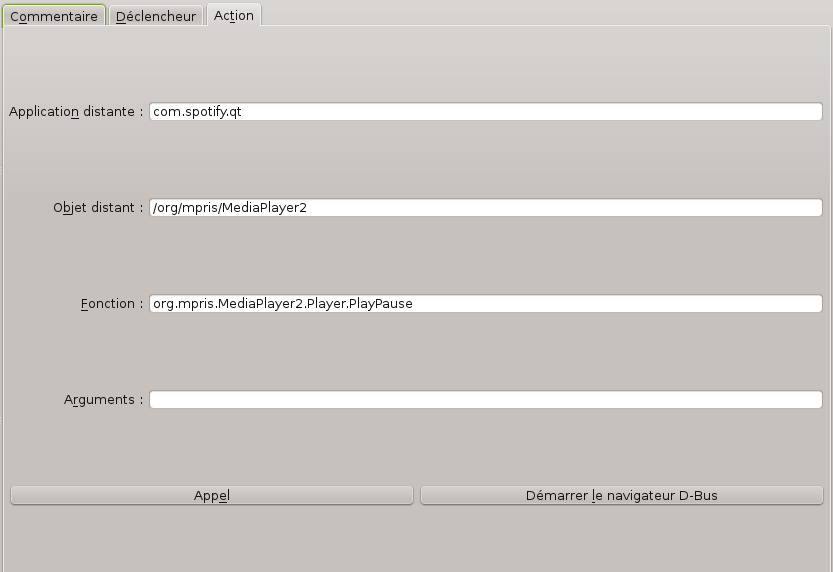 Commentaire Déclencheur Action
Application distante : com.spotify.qt
Objet distant : /org/mpris/MediaPlayer2
Fonction : org.mpris.MediaPlayer2.Player.PlayPause
Arguments :
Appel Démarrer le navigateur D-Bus